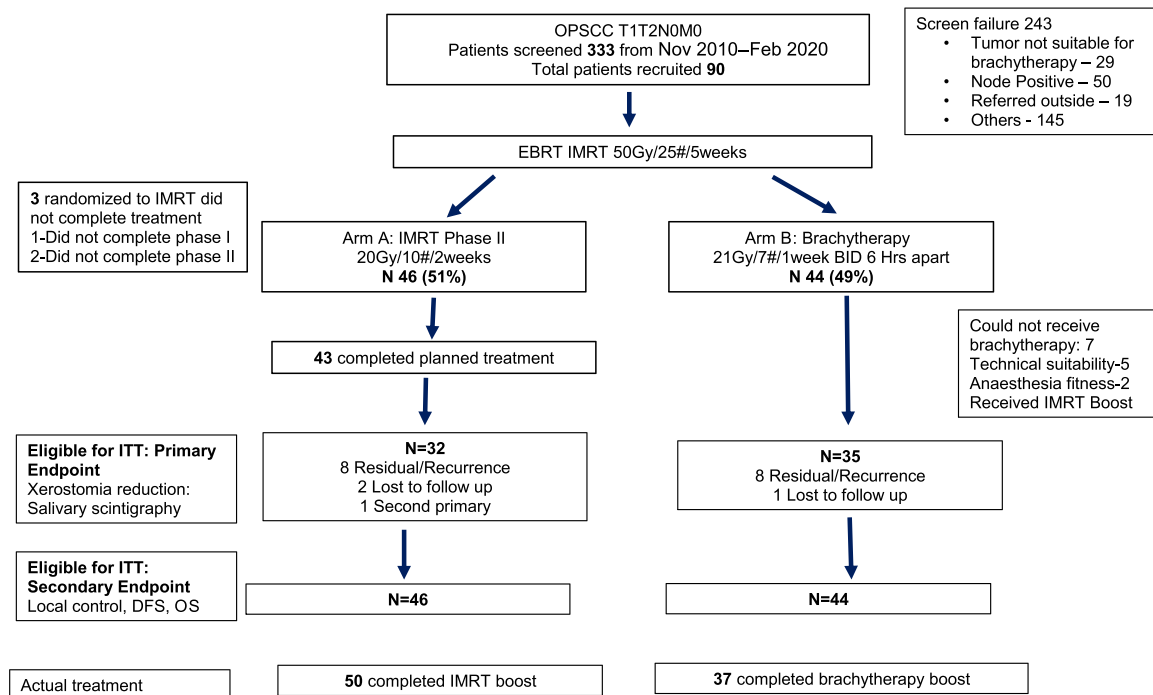 OPSCC T1T2N0M0
Patients screened 333 from Nov 2010–Feb 2020
Total patients recruited 90
Screen failure 243
• Tumor not suitable for
brachytherapy – 29
• Node Positive – 50
• Referred outside – 19
• Others - 145
EBRT IMRT 50Gy/25#/5weeks
3 randomized to IMRT did
not complete treatment
1-Did not complete phase I
2-Did not complete phase II
Arm A: IMRT Phase II
20Gy/10#/2weeks
N 46 (51%)
Arm B: Brachytherapy
21Gy/7#/1week BID 6 Hrs apart
N 44 (49%)
43 completed planned treatment
Could not receive
brachytherapy: 7
Technical suitability-5
Anaesthesia fitness-2
Received IMRT Boost
Eligible for ITT: Primary
Endpoint
Xerostomia reduction:
Salivary scintigraphy
N=32
8 Residual/Recurrence
2 Lost to follow up
1 Second primary
N=35
8 Residual/Recurrence
1 Lost to follow up
Eligible for ITT:
Secondary Endpoint
Local control, DFS, OS
N=46
N=44
Actual treatment
50 completed IMRT boost
37 completed brachytherapy boost